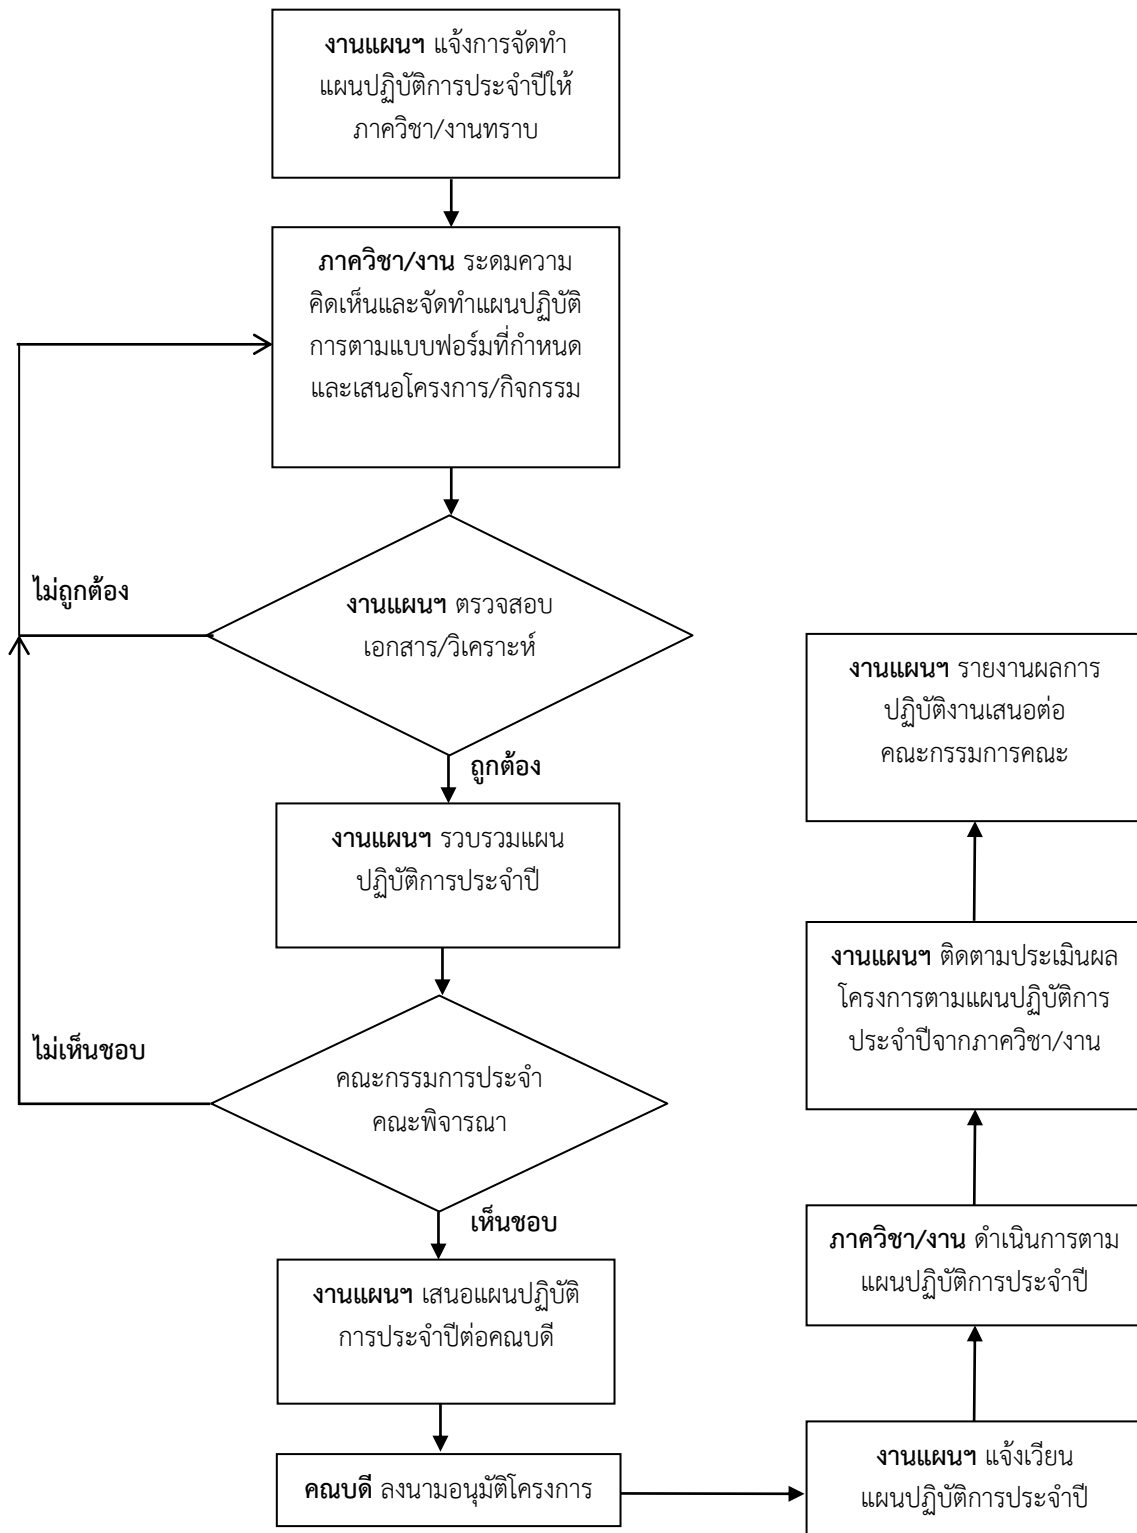 งานแผนฯ แจ้งการจัดทำ
แผนปฏิบัติการประจำปีให้
ภาควิชา/งานทราบ
ภาควิชา/งาน ระดมความ
คิดเห็นและจัดทำแผนปฏิบัติ
การตามแบบฟอร์มที่กำหนด
และเสนอโครงการ/กิจกรรม
ไม่ถูกต้อง
งานแผนฯ ตรวจสอบ
เอกสาร/วิเคราะห์
ถูกต้อง
งานแผนฯ รวบรวมแผน
ปฏิบัติการประจำปี
ไม่เห็นชอบ
คณะกรรมการประจำ
คณะพิจารณา
เห็นชอบ
งานแผนฯ เสนอแผนปฏิบัติ
การประจำปีต่อคณบดี
คณบดี ลงนามอนุมัติโครงการ
งานแผนฯ แจ้งเวียน
แผนปฏิบัติการประจำปี
ภาควิชา/งาน ดำเนินการตาม
แผนปฏิบัติการประจำปี
งานแผนฯ ติดตามประเมินผล
โครงการตามแผนปฏิบัติการ
ประจำปีจากภาควิชา/งาน
งานแผนฯ รายงานผลการ
ปฏิบัติงานเสนอต่อ
คณะกรรมการคณะ